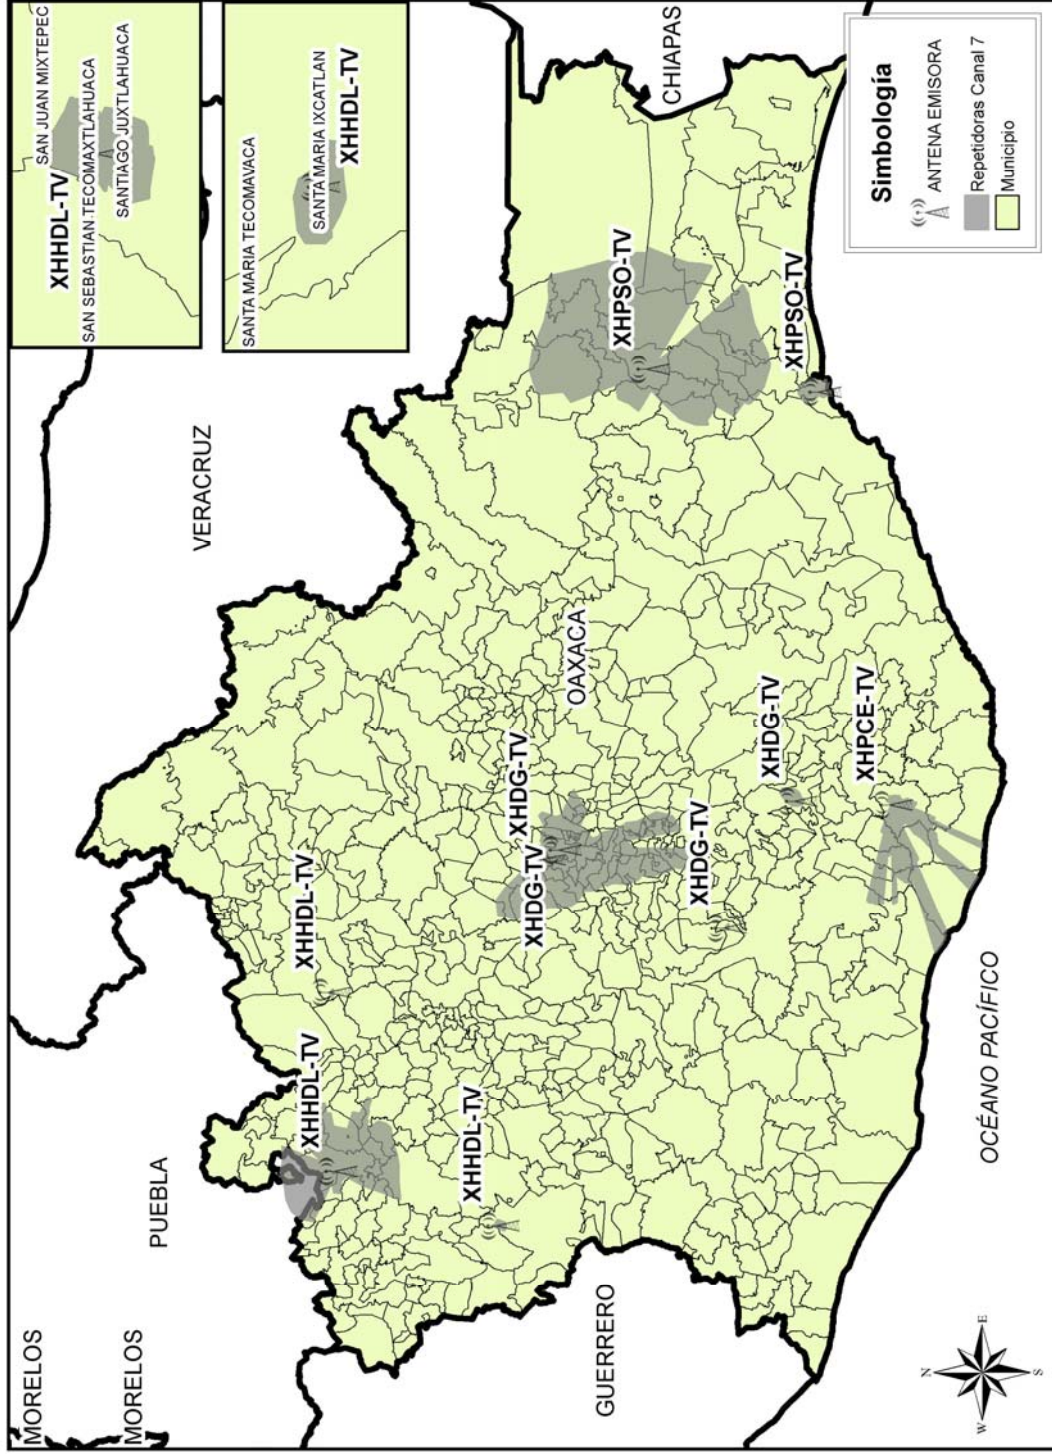 MORELOS
MORELOS
PUEBLA
VERACRUZ
GUERRERO
CHIAPAS
OAXACA
OCÉANO PACÍFICO
XHHDL-TV
XHHDL-TV
XHHDL-TV
XHDG-TV
XHDG-TV
XHDG-TV
XHDG-TV
XHPCE-TV
XHPSO-TV
XHPSO-TV
XHHDL-TV
SAN JUAN MIXTEPEC
SAN SEBASTIAN TECOMAXTLAHUACA
SANTIAGO JUXTLAHUACA
SANTA MARIA TECOMAVACA
SANTA MARIA IXCATLAN
XHHDL-TV
N
W
E
S
Simbología
ANTENA EMISORA
Repetidoras Canal 7
Municipio